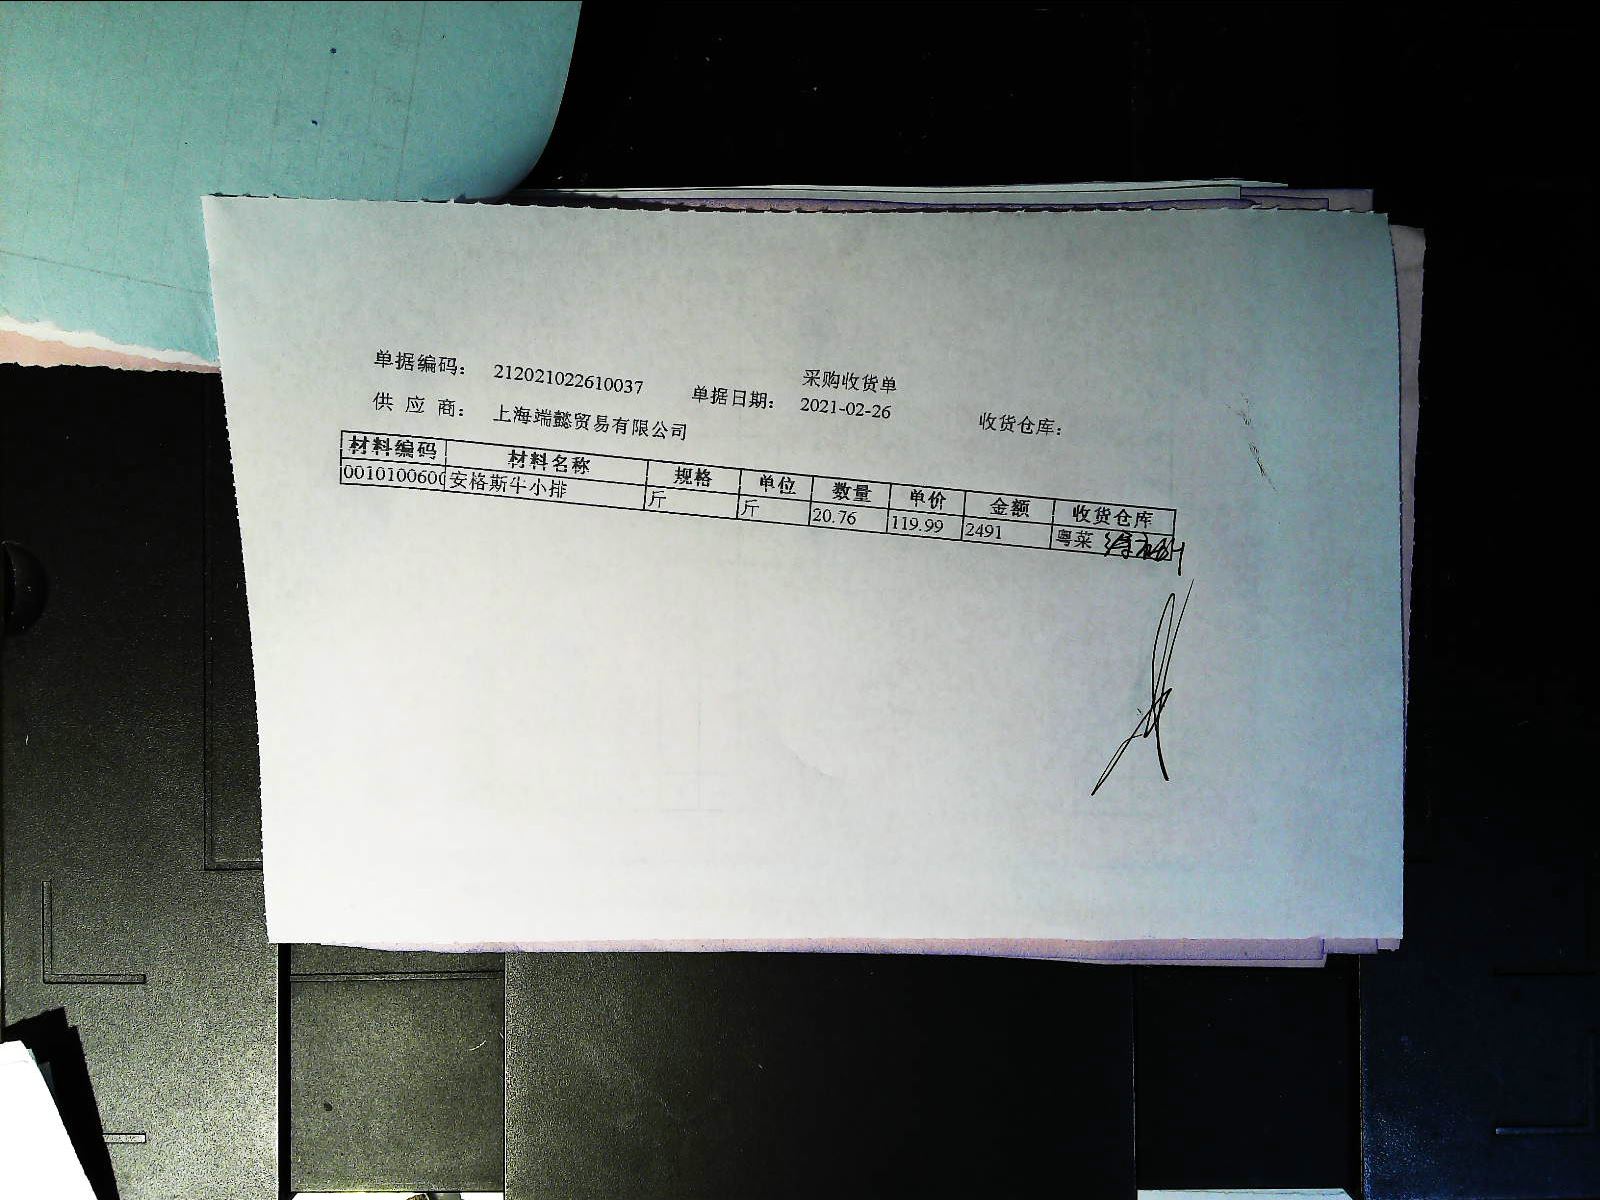 采购收货单
单据编码： 212021022610037 单据日期： 2021-02-26 收货仓库：
供 应 商： 上海端懿贸易有限公司
材料编码 材料名称 规格 单位 数量 单价 金额 收货仓库
001010060 安格斯牛小排 斤 斤 20.76 119.99 2491 粤菜